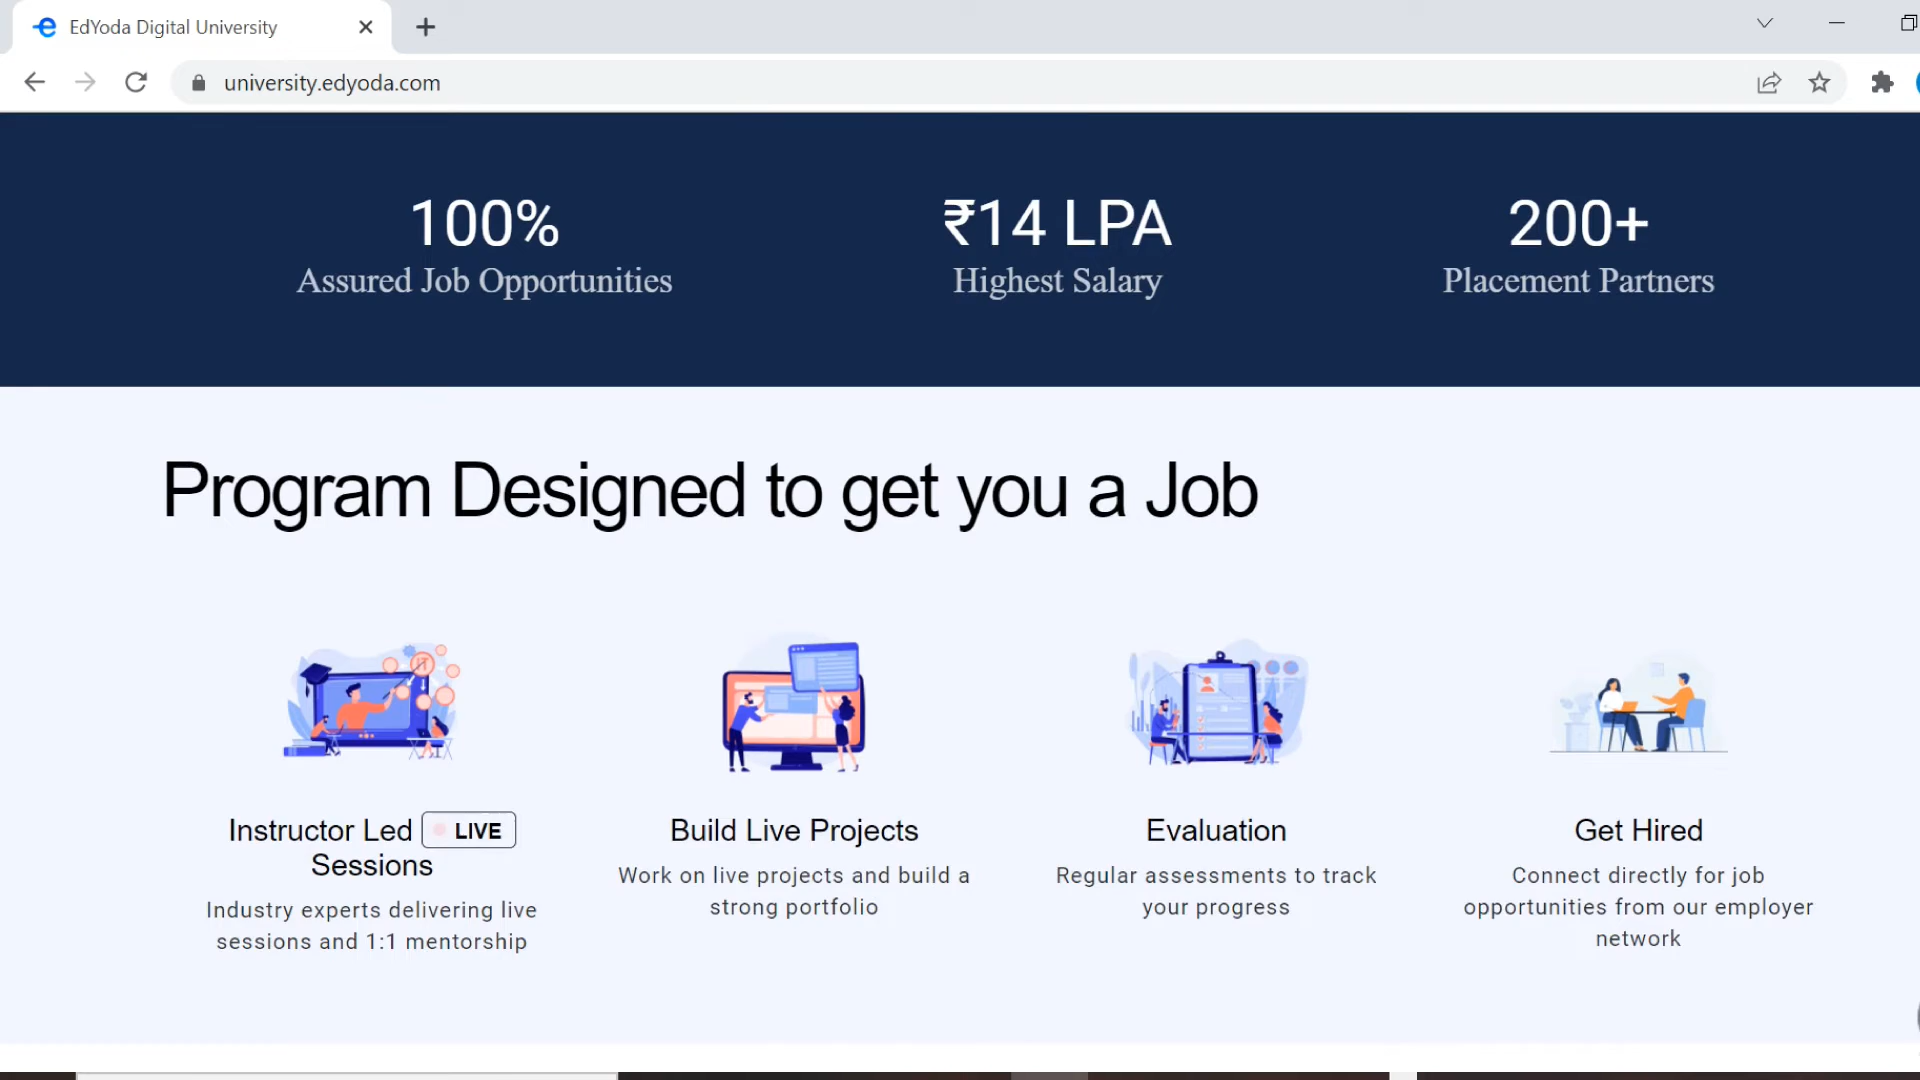 EdYoda Digital University
university.edyoda.com
100%
Assured Job Opportunities
₹14 LPA
Highest Salary
200+
Placement Partners
Program Designed to get you a Job
Instructor Led LIVE
Sessions
Industry experts delivering live
sessions and 1:1 mentorship
Build Live Projects
Work on live projects and build a
strong portfolio
Evaluation
Regular assessments to track
your progress
Get Hired
Connect directly for job
opportunities from our employer
network